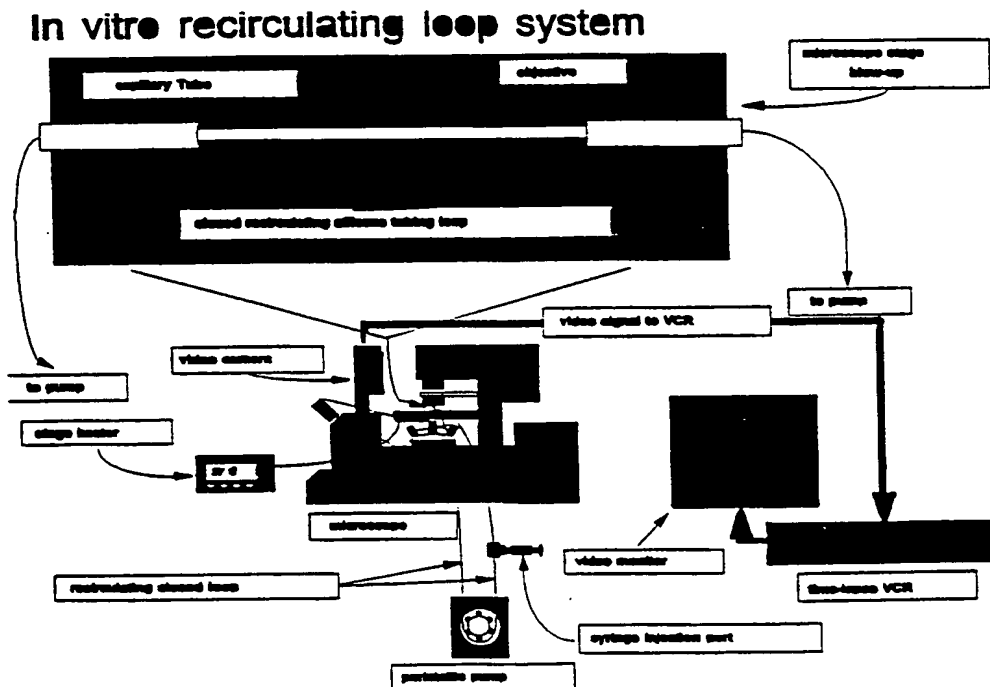 In vitro recirculating loop system
microscope stage
blow-up
capillary Tube
objective
closed recirculating silicone tubing loop
to pump
video signal to VCR
video camera
to pump
stage heater
microscope
video monitor
recirculating closed loop
time-lapse VCR
syringe injection port
peristaltic pump